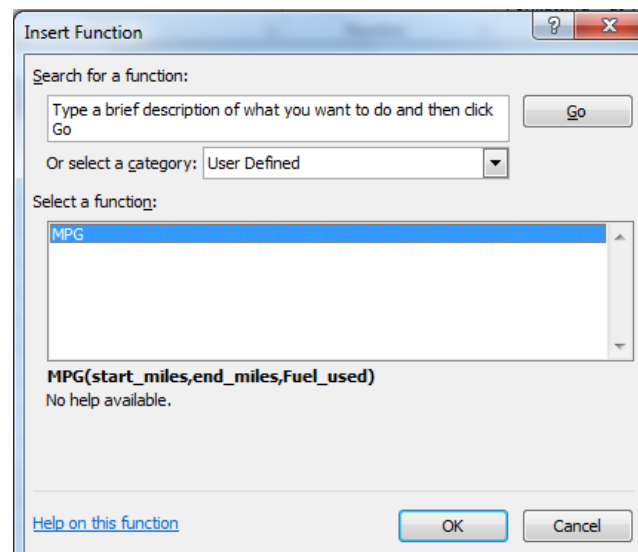 Insert Function
?
X
Search for a function:
Type a brief description of what you want to do and then click
Go
Go
Or select a category: User Defined
Select a function:
MPG
MPG(start_miles,end_miles,Fuel_used)
No help available.
Help on this function
OK
Cancel